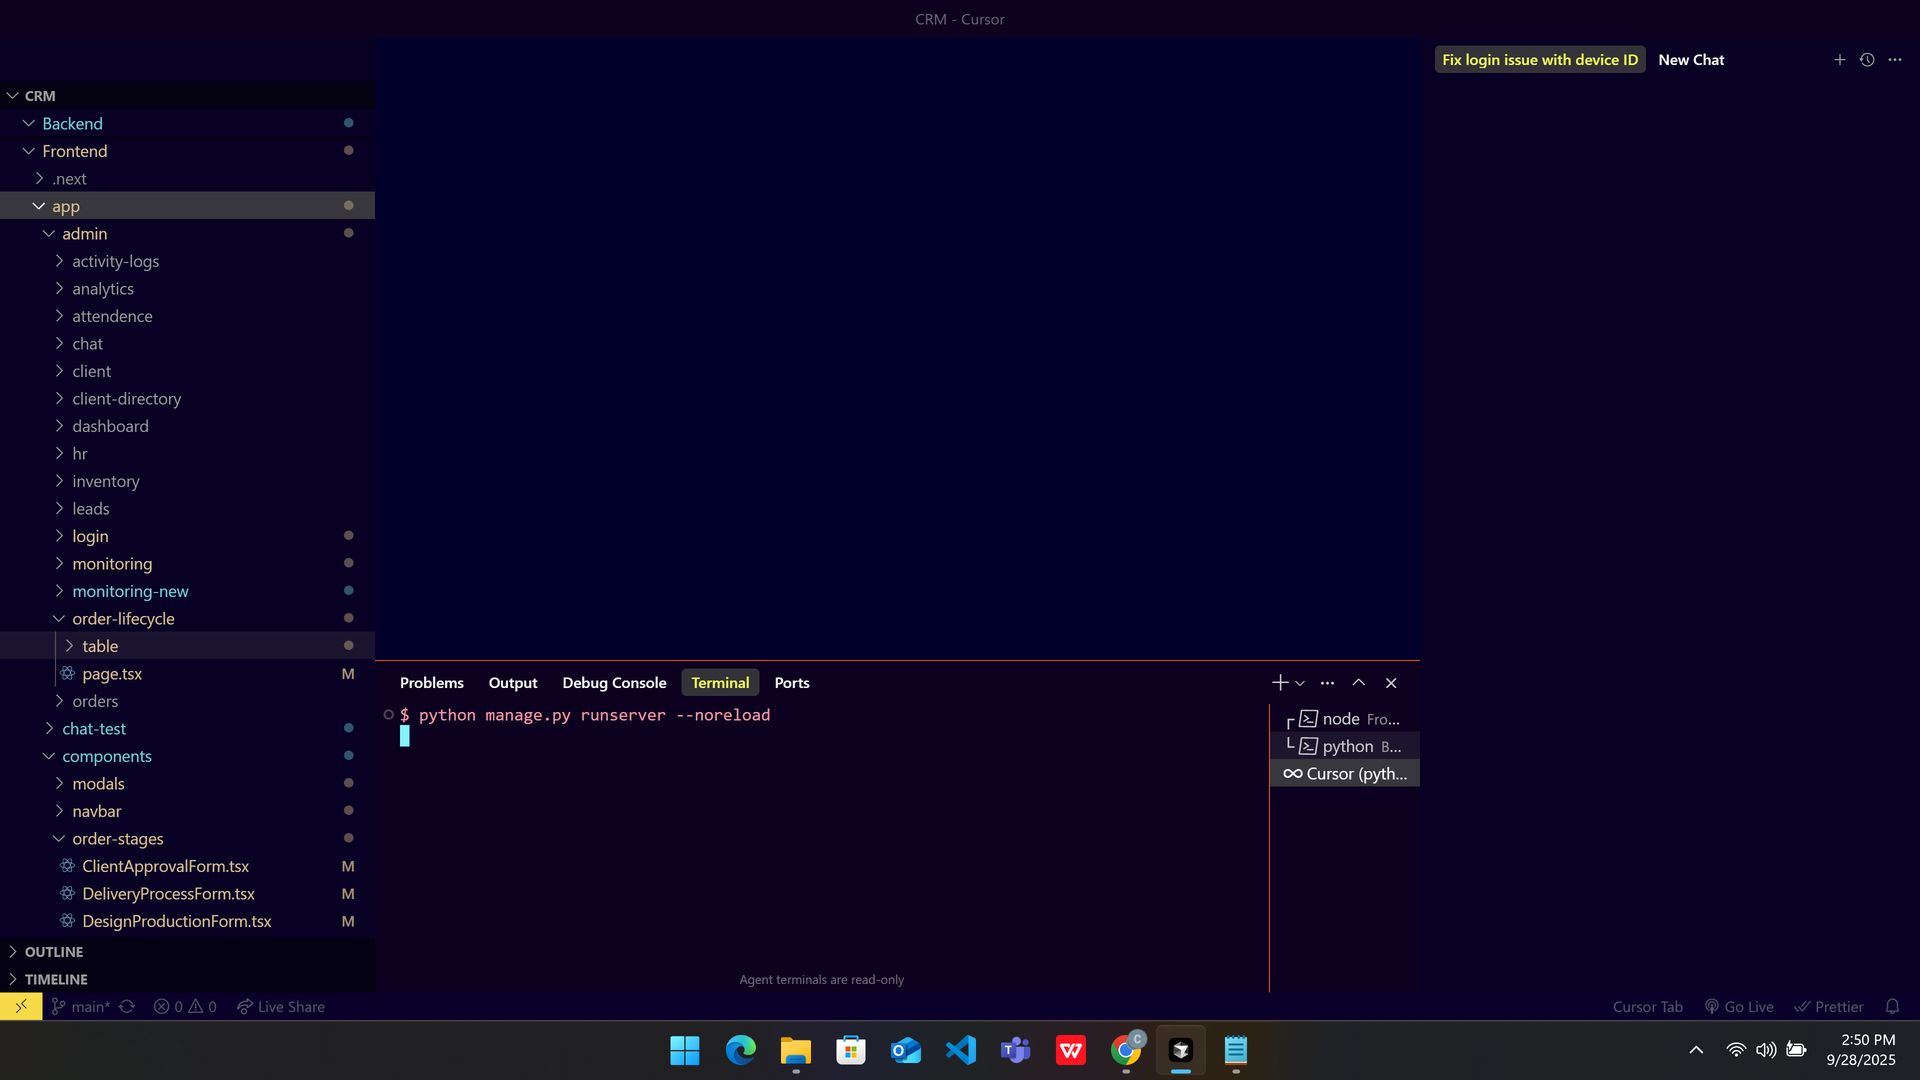 CRM - Cursor
CRM
Backend
Frontend
.next
app
admin
activity-logs
analytics
attendence
chat
client
client-directory
dashboard
hr
inventory
leads
login
monitoring
monitoring-new
order-lifecycle
table
page.tsx M
orders
chat-test
components
modals
navbar
order-stages
ClientApprovalForm.tsx M
DeliveryProcessForm.tsx M
DesignProductionForm.tsx M
OUTLINE
TIMELINE
Problems Output Debug Console Terminal Ports
$ python manage.py runserver --noreload
Agent terminals are read-only
node Fro...
python B...
Cursor (pyth...
Fix login issue with device ID New Chat
main* 0 0 Live Share
Cursor Tab Go Live Prettier
2:50 PM
9/28/2025